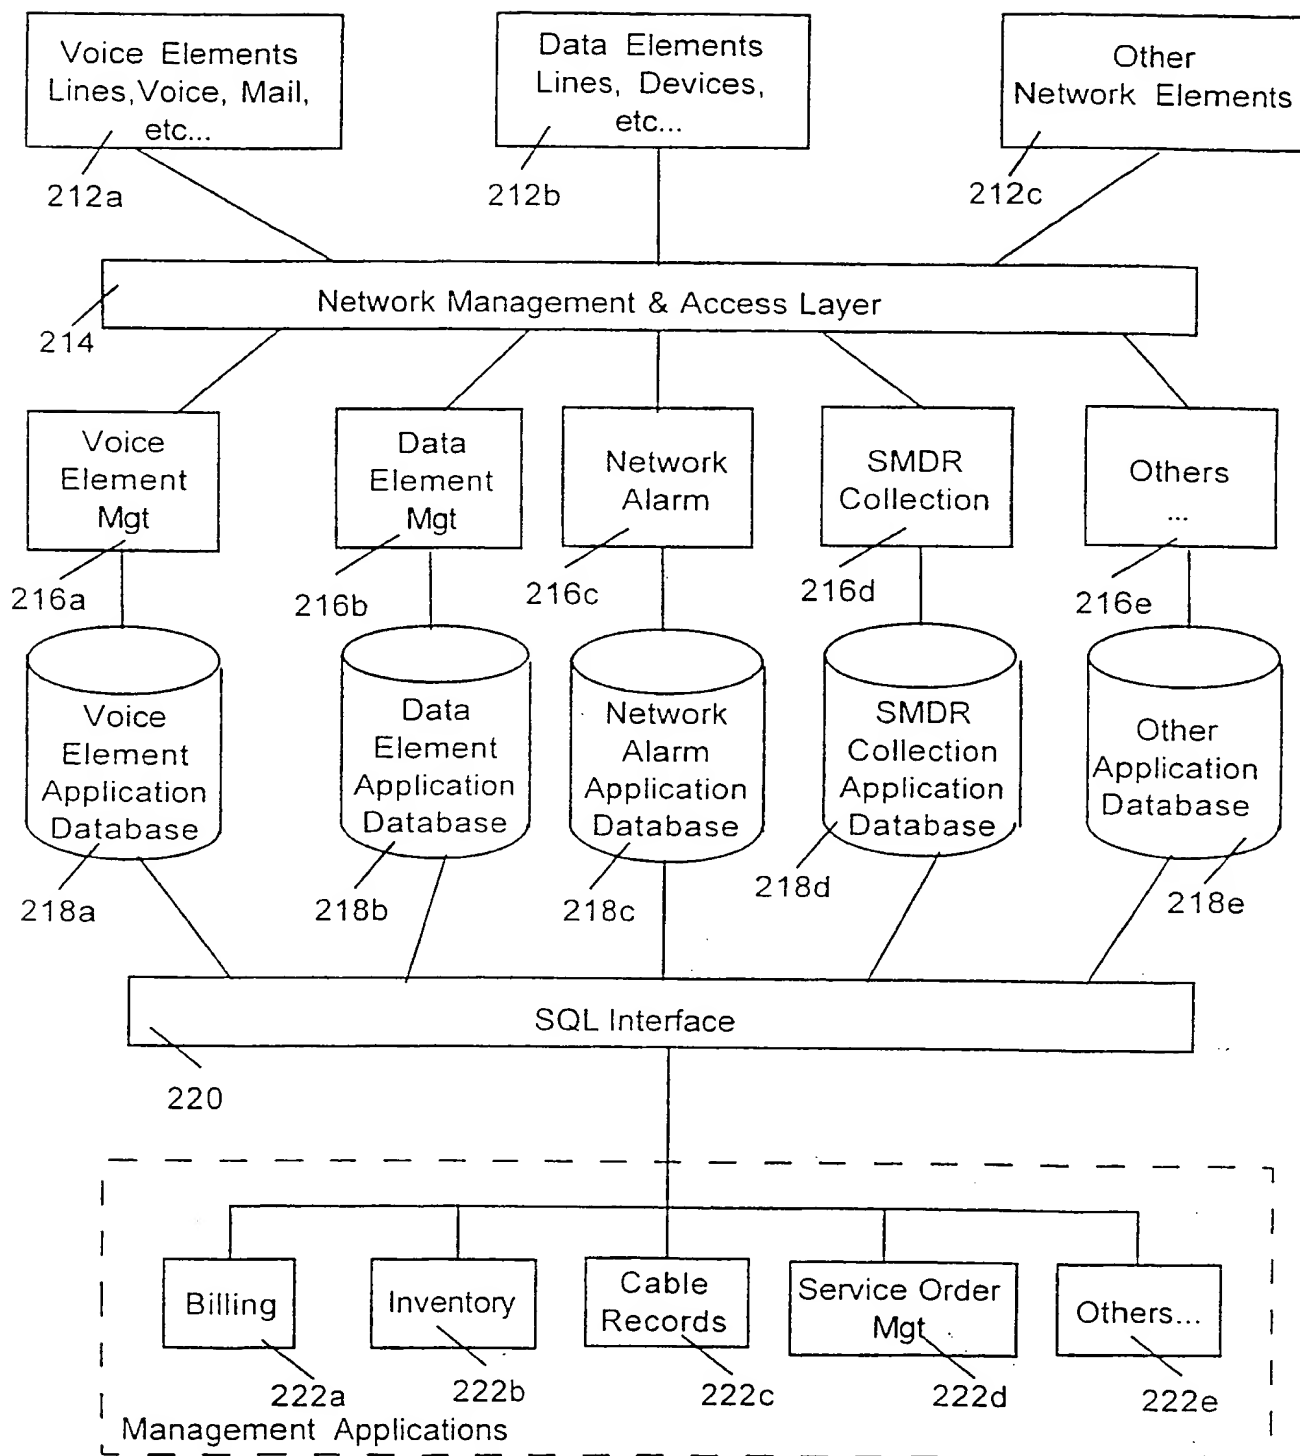 Voice Elements
Lines,Voice, Mail,
etc...
Data Elements
Lines, Devices,
etc...
Other
Network Elements
212a
212b
212c
Network Management & Access Layer
214
Voice
Element
Mgt
Data
Element
Mgt
Network
Alarm
SMDR
Collection
Others
...
216a
216b
216c
216d
216e
Voice
Element
Application
Database
Data
Element
Application
Database
Network
Alarm
Application
Database
SMDR
Collection
Application
Database
Other
Application
Database
218a
218b
218c
218d
218e
SQL Interface
220
Billing
Inventory
Cable
Records
Service Order
Mgt
Others...
222a
222b
222c
222d
222e
Management Applications